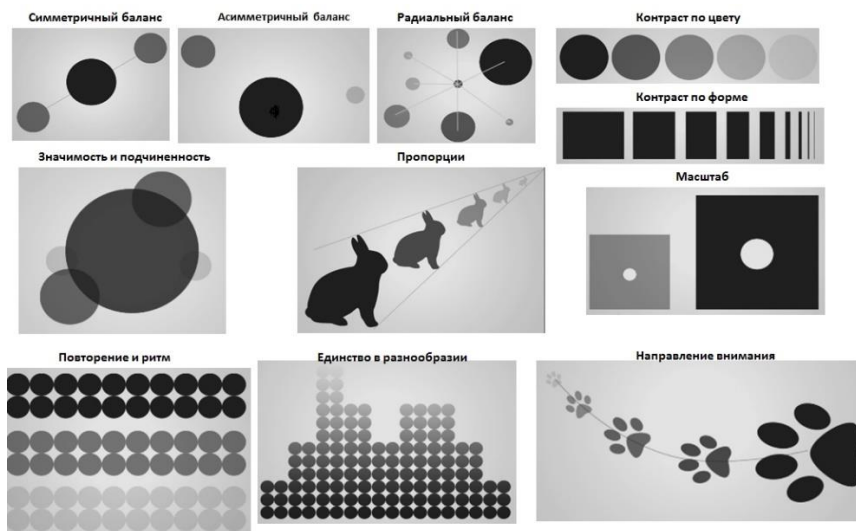 Симметричный баланс
Асимметричный баланс
Радиальный баланс
Контраст по цвету
Контраст по форме
Значимость и подчиненность
Пропорции
Масштаб
Повторение и ритм
Единство в разнообразии
Направление внимания